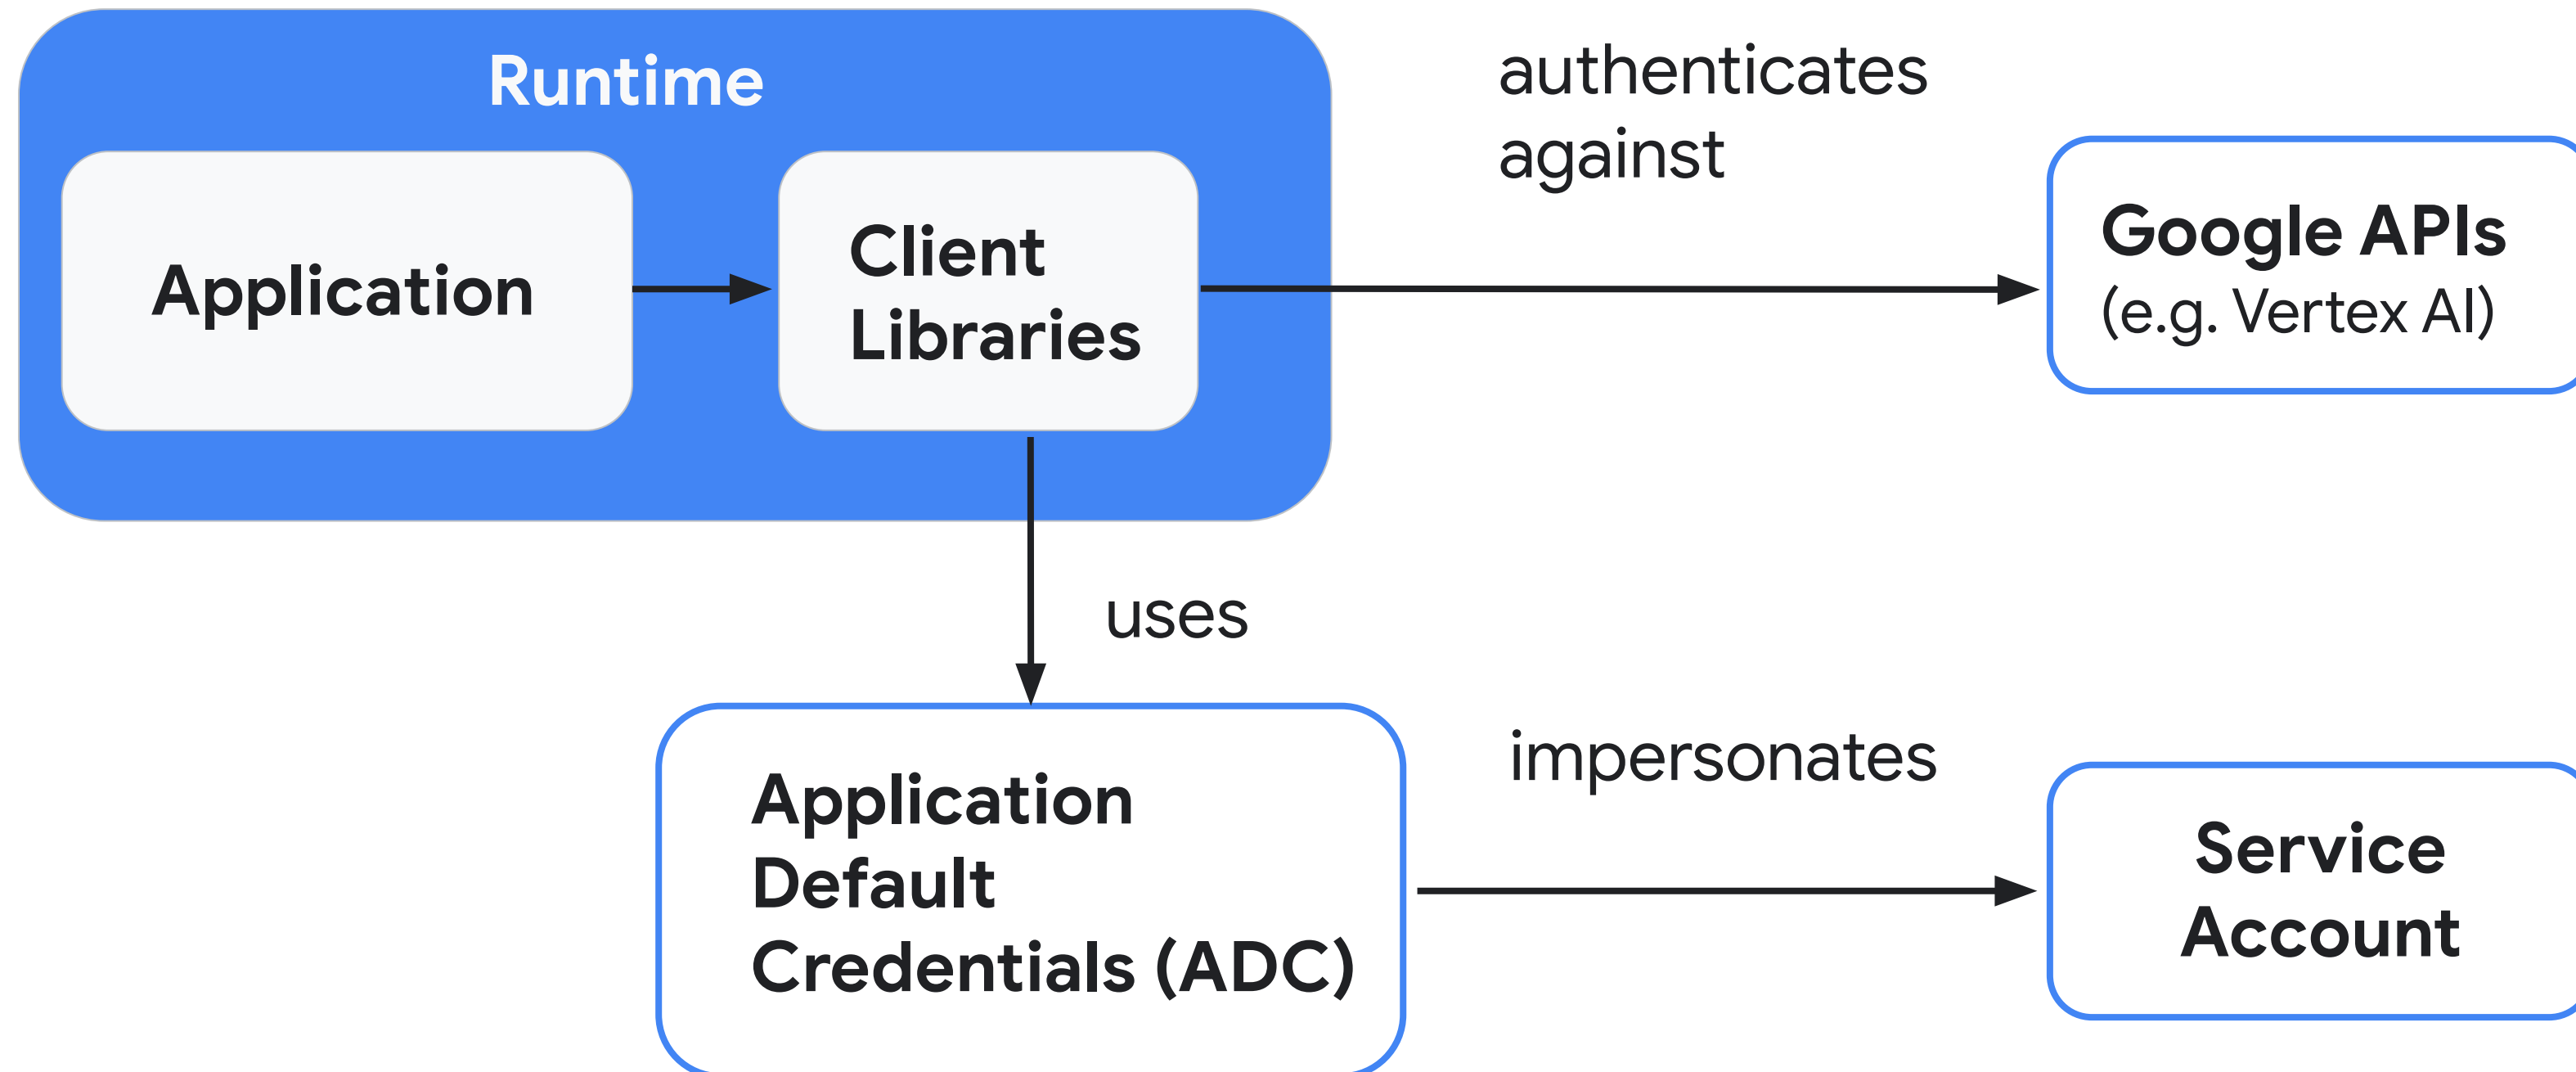 Runtime
Application
Client
Libraries
authenticates
against
Google APIs
(e.g. Vertex AI)
uses
Application
Default
Credentials (ADC)
impersonates
Service
Account